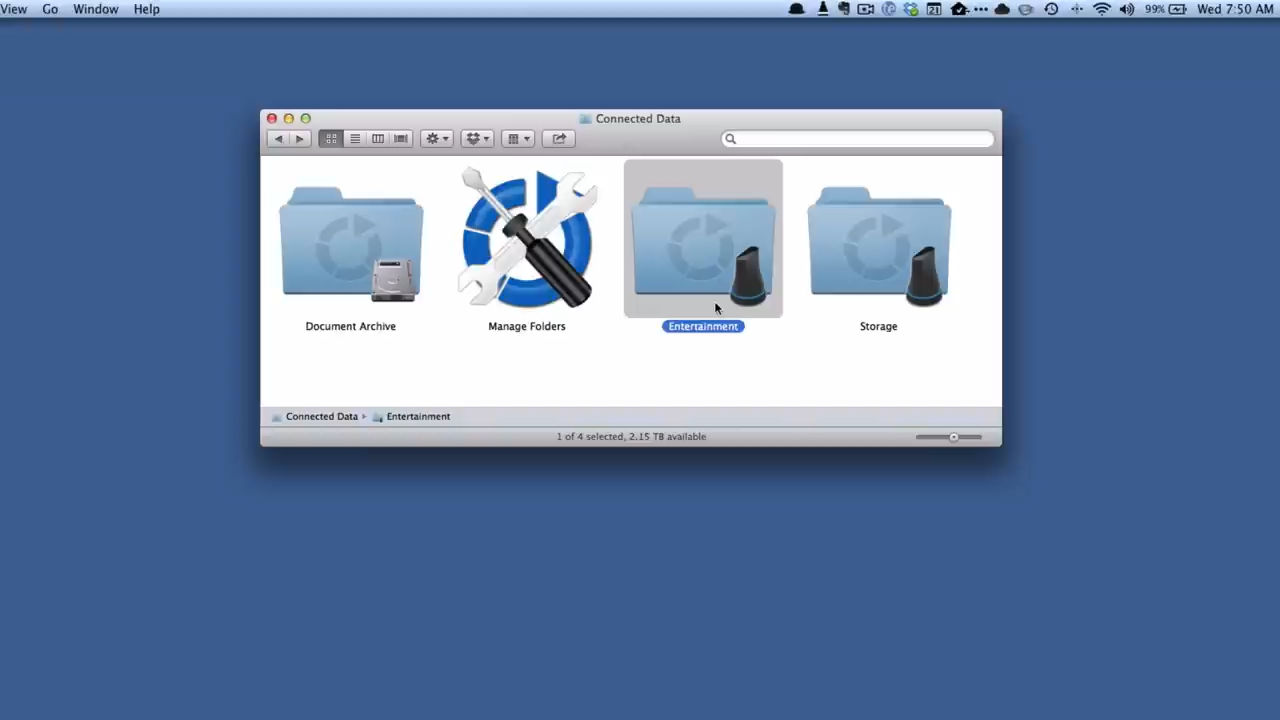 View Go Window Help 21 99% Wed 7:50 AM
Connected Data
Document Archive Manage Folders Entertainment Storage
Connected Data Entertainment
1 of 4 selected, 2.15 TB available